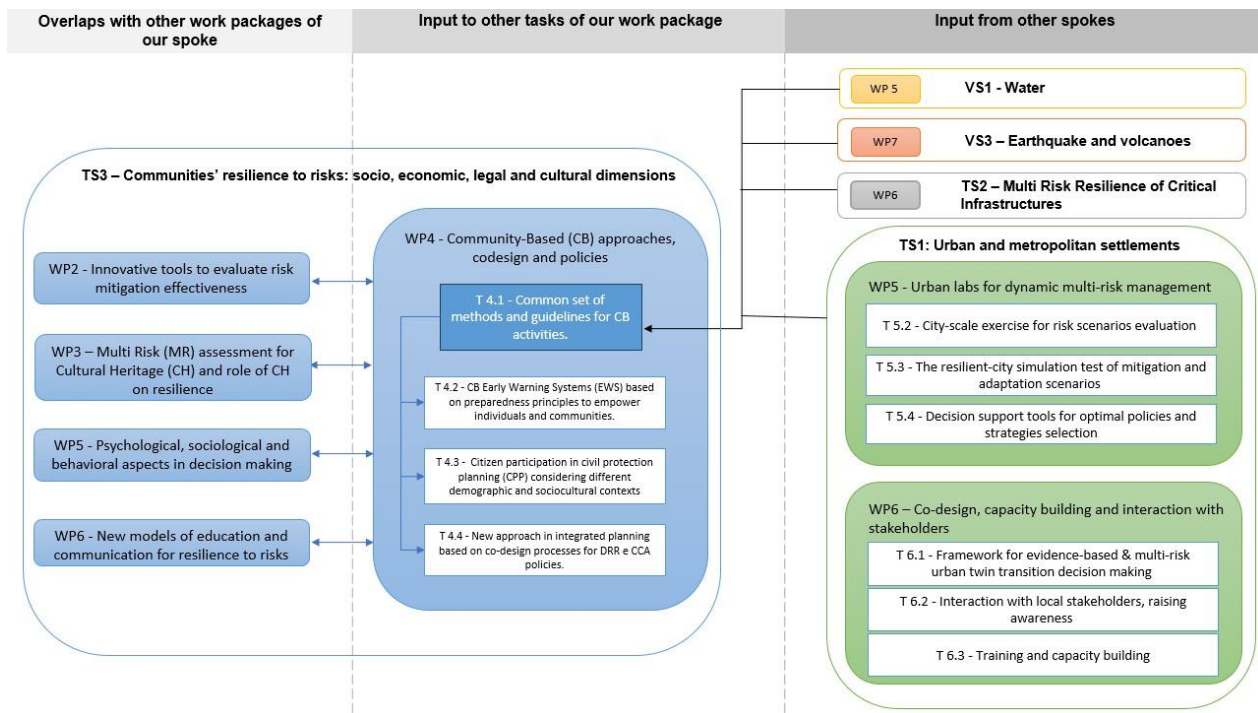 Overlaps with other work packages of
our spoke
Input to other tasks of our work package
Input from other spokes
WP 5
VS1 - Water
WP7
VS3 – Earthquake and volcanoes
WP6
TS2 – Multi Risk Resilience of Critical
Infrastructures
TS3 – Communities’ resilience to risks: socio, economic, legal and cultural dimensions
WP2 - Innovative tools to evaluate risk
mitigation effectiveness
WP3 – Multi Risk (MR) assessment for
Cultural Heritage (CH) and role of CH
on resilience
WP5 - Psychological, sociological and
behavioral aspects in decision making
WP6 - New models of education and
communication for resilience to risks
WP4 - Community-Based (CB) approaches,
codesign and policies
T 4.1 - Common set of
methods and guidelines for CB
activities.
T 4.2 - CB Early Warning Systems (EWS) based
on preparedness principles to empower
individuals and communities.
T 4.3 - Citizen participation in civil protection
planning (CPP) considering different
demographic and sociocultural contexts
T 4.4 - New approach in integrated planning
based on co-design processes for DRR e CCA
policies.
TS1: Urban and metropolitan settlements
WP5 - Urban labs for dynamic multi-risk management
T 5.2 - City-scale exercise for risk scenarios evaluation
T 5.3 - The resilient-city simulation test of mitigation and
adaptation scenarios
T 5.4 – Decision support tools for optimal policies and
strategies selection
WP6 – Co-design, capacity building and interaction with
stakeholders
T 6.1 - Framework for evidence-based & multi-risk
urban twin transition decision making
T 6.2 - Interaction with local stakeholders, raising
awareness
T 6.3 - Training and capacity building